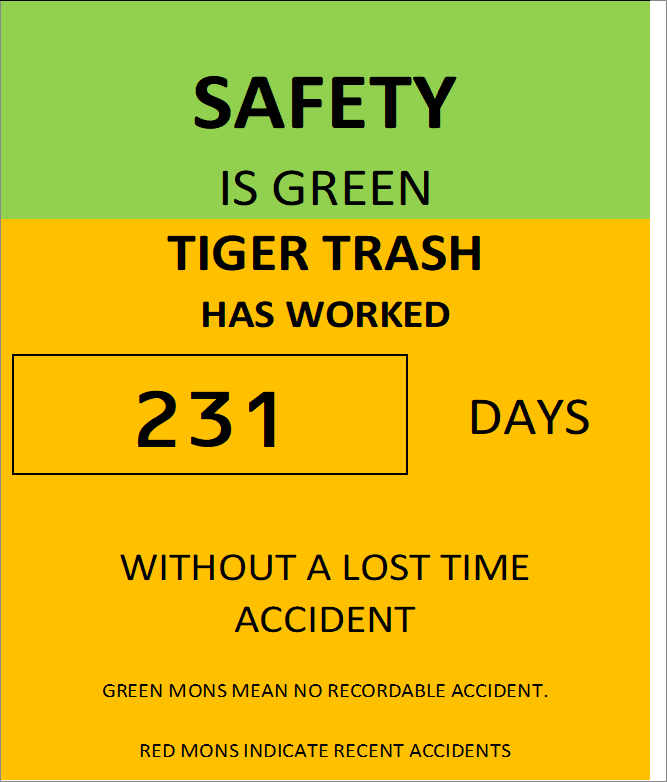 SAFETY
IS GREEN
TIGER TRASH
HAS WORKED
231 DAYS
WITHOUT A LOST TIME
ACCIDENT
GREEN MONS MEAN NO RECORDABLE ACCIDENT.
RED MONS INDICATE RECENT ACCIDENTS